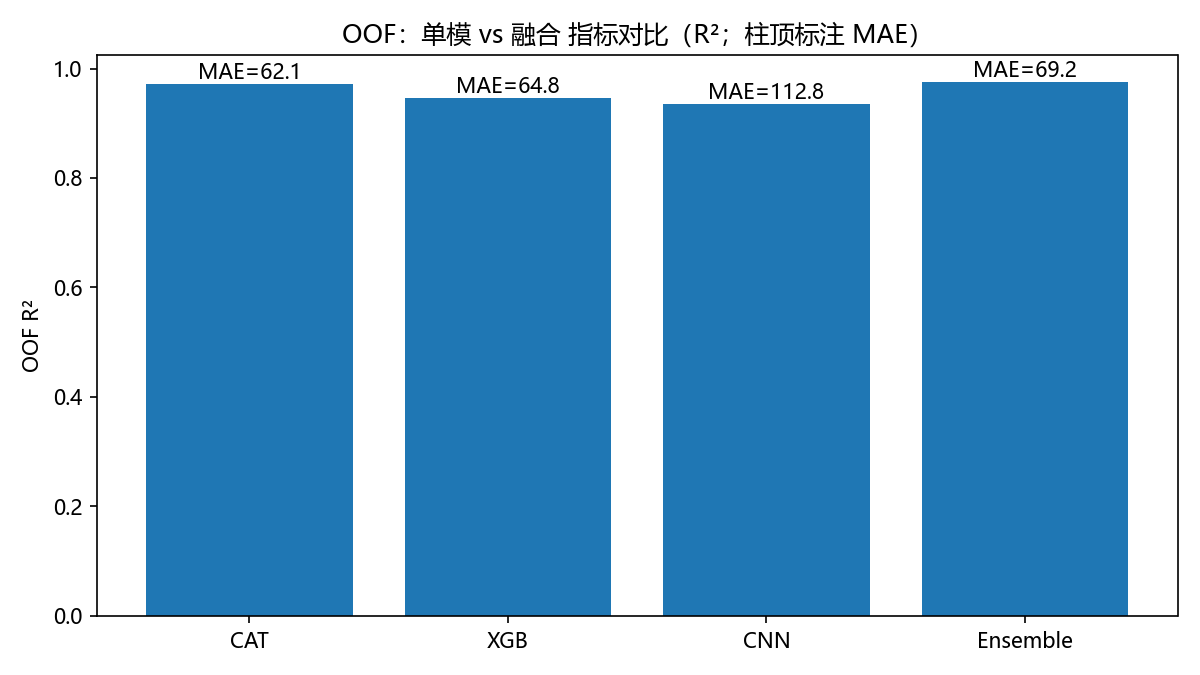 OOF：单模 vs 融合 指标对比（R²；柱顶标注 MAE）
OOF R²
1.0
0.8
0.6
0.4
0.2
0.0
MAE=62.1
MAE=64.8
MAE=112.8
MAE=69.2
CAT
XGB
CNN
Ensemble